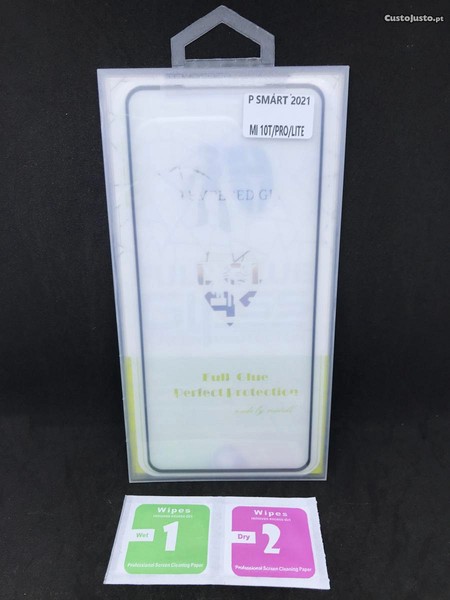 CustoJusto.pt
P SMÁRT 2021
MI 10T/PRO/LITE
Full Glue
Perfect Protection
Wipes
Wet
1
Professional Screen Cleaning Paper
Wipes
Dry
2
Professional Screen Cleaning Paper